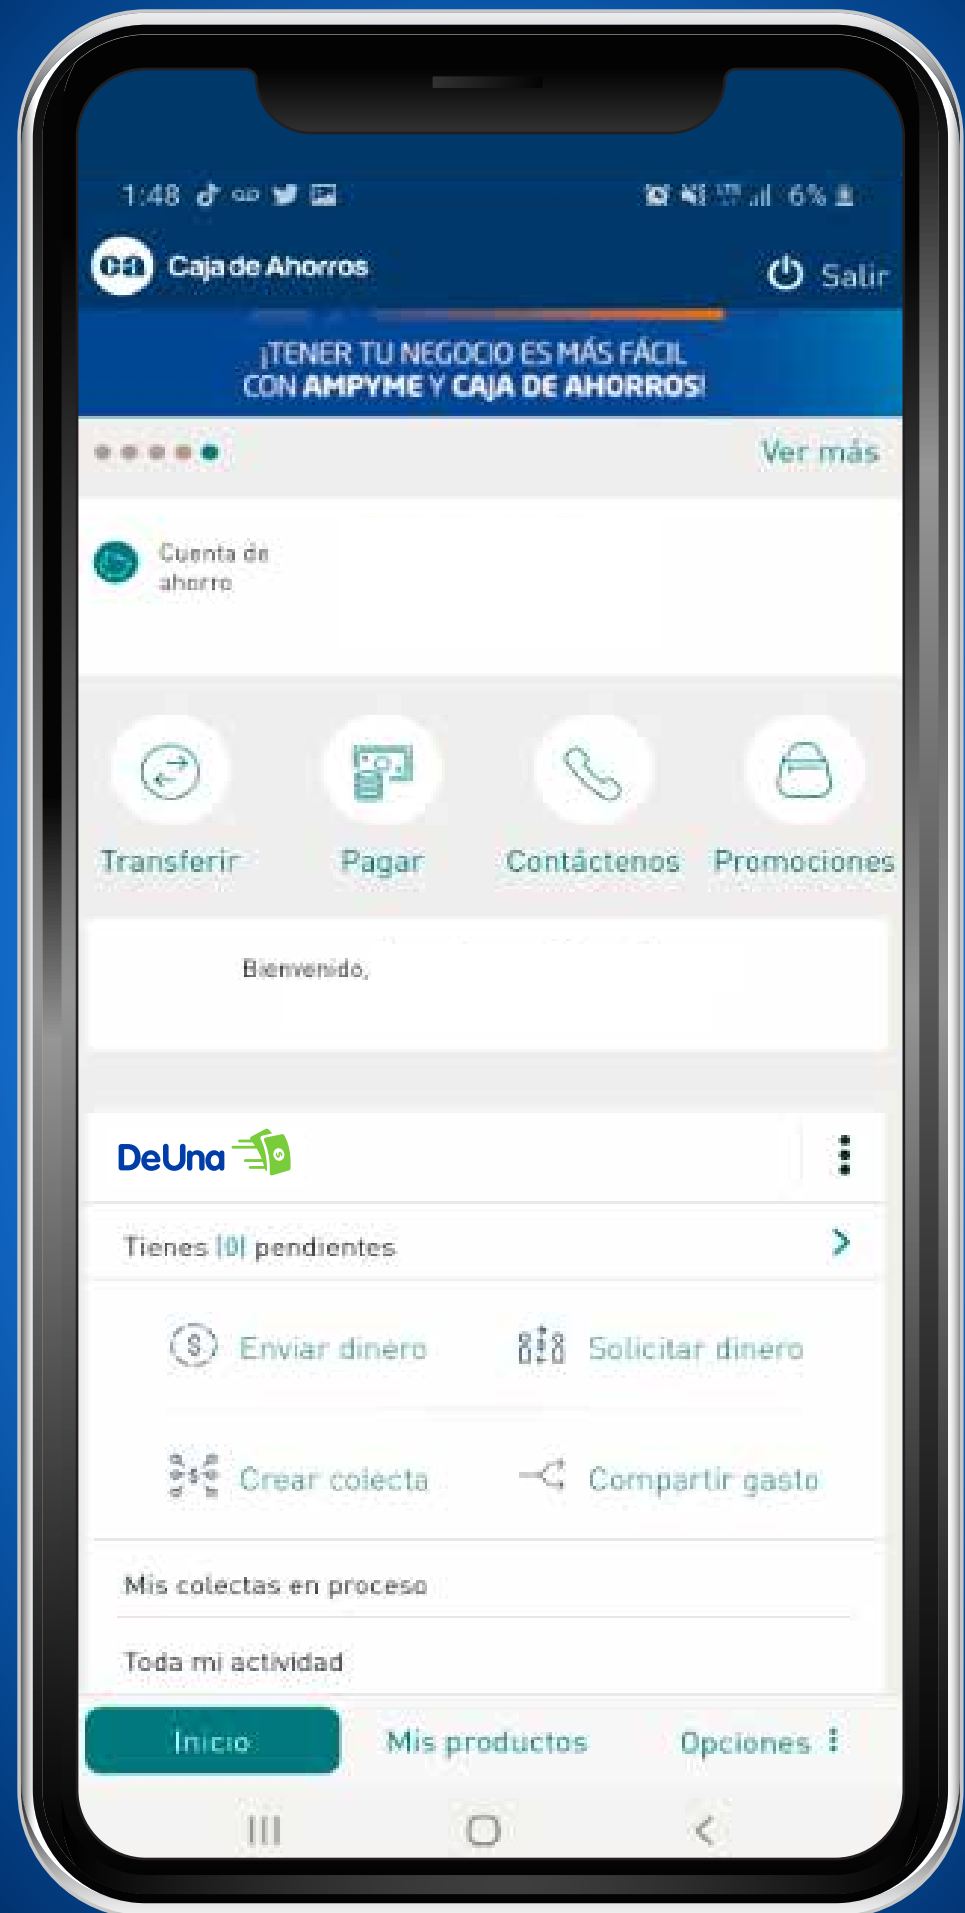 1:48
6%
ca Caja de Ahorros
Salir
¡TENER TU NEGOCIO ES MÁS FÁCIL
CON AMPYME Y CAJA DE AHORROS!
Ver más
Cuenta de
ahorro
Transferir Pagar Contáctenos Promociones
Bienvenido,
DeUna
Tienes (0) pendientes
Enviar dinero Solicitar dinero
Crear colecta Compartir gasto
Mis colectas en proceso
Toda mi actividad
Inicio Mis productos Opciones